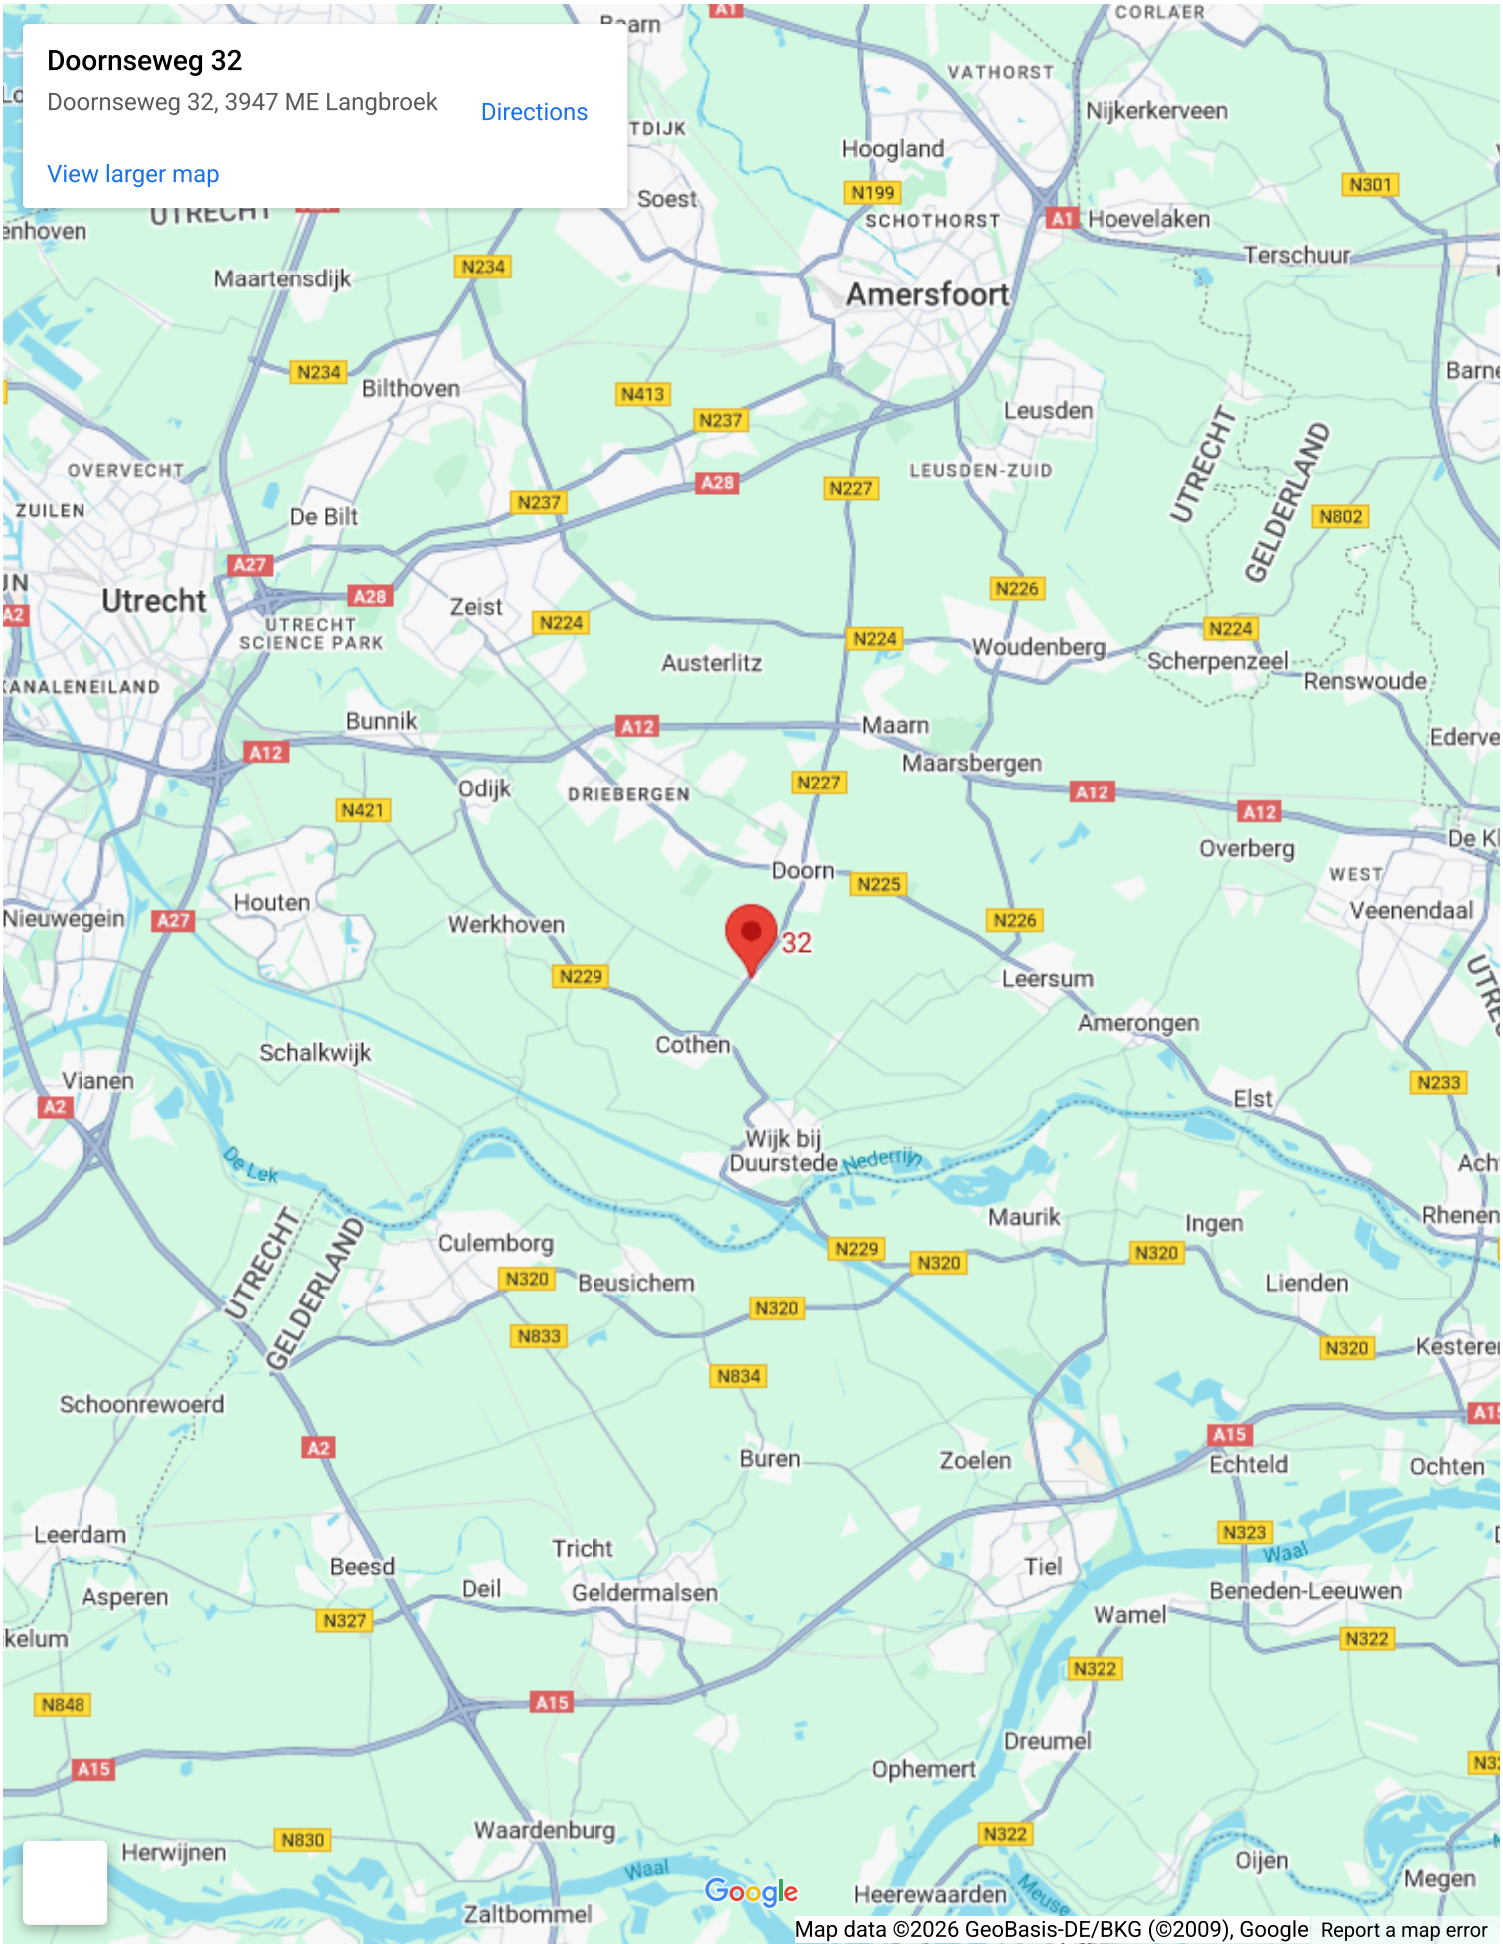 Baarn
A1
CORLAER
Doornseweg 32
Doornseweg 32, 3947 ME Langbroek
Directions
View larger map
VATHORST
Nijkerkerveen
TDIJK
Hoogland
N301
N199
Soest
UTRECHT
SCHOTHORST
A1
Hoevelaken
enhoven
Terschuur
N234
Maartensdijk
Amersfoort
N234
Bilthoven
Barne
N413
N237
Leusden
UTRECHT
GELDERLAND
OVERVECHT
LEUSDEN-ZUID
A28
N227
ZUILEN
De Bilt
N237
N802
A27
JN
A28
N226
Utrecht
Zeist
A2
N224
UTRECHT
SCIENCE PARK
N224
N224
Woudenberg
Austerlitz
Scherpenzeel
KANALENEILAND
Renswoude
Bunnik
A12
Maarn
Ederve
A12
Maarsbergen
N227
Odijk
DRIEBERGEN
A12
N421
A12
De Kl
Overberg
Doorn
WEST
N225
Houten
Veenendaal
Nieuwegein
A27
Werkhoven
N226
32
N229
Leersum
UTREC
Amerongen
Cothen
Schalkwijk
Vianen
N233
A2
Elst
Wijk bij
Duurstede
Nederrijn
De Lek
Ach
Maurik
Ingen
Rhenen
UTRECHT
GELDERLAND
Culemborg
N229
N320
N320
N320
Beusichem
Lienden
N320
N833
N320
Kesteren
N834
Schoonrewoerd
A15
A15
A2
Buren
Zoelen
Echteld
Ochten
Leerdam
N323
Tricht
Waal
Beesd
Tiel
Deil
Geldermalsen
Beneden-Leeuwen
Asperen
N327
Wamel
kelum
N322
N322
N848
A15
Dreumel
A15
Ophemert
N32
Waardenburg
N322
N830
Herwijnen
Oijen
Waal
Megen
Google
Heerewaarden
Meuse
Zaltbommel
Map data ©2026 GeoBasis-DE/BKG (©2009), Google
Report a map error